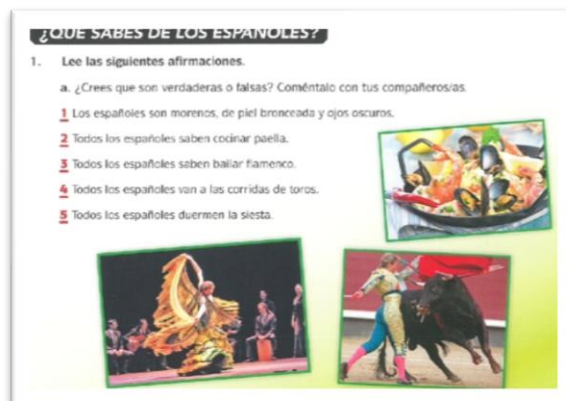 ¿QUÉ SABES DE LOS ESPAÑOLES?
1. Lee las siguientes afirmaciones.
a. ¿Crees que son verdaderas o falsas? Coméntalo con tus compañeros/as.
1 Los españoles son morenos, de piel bronceada y ojos oscuros.
2 Todos los españoles saben cocinar paella.
3 Todos los españoles saben bailar flamenco.
4 Todos los españoles van a las corridas de toros.
5 Todos los españoles duermen la siesta.